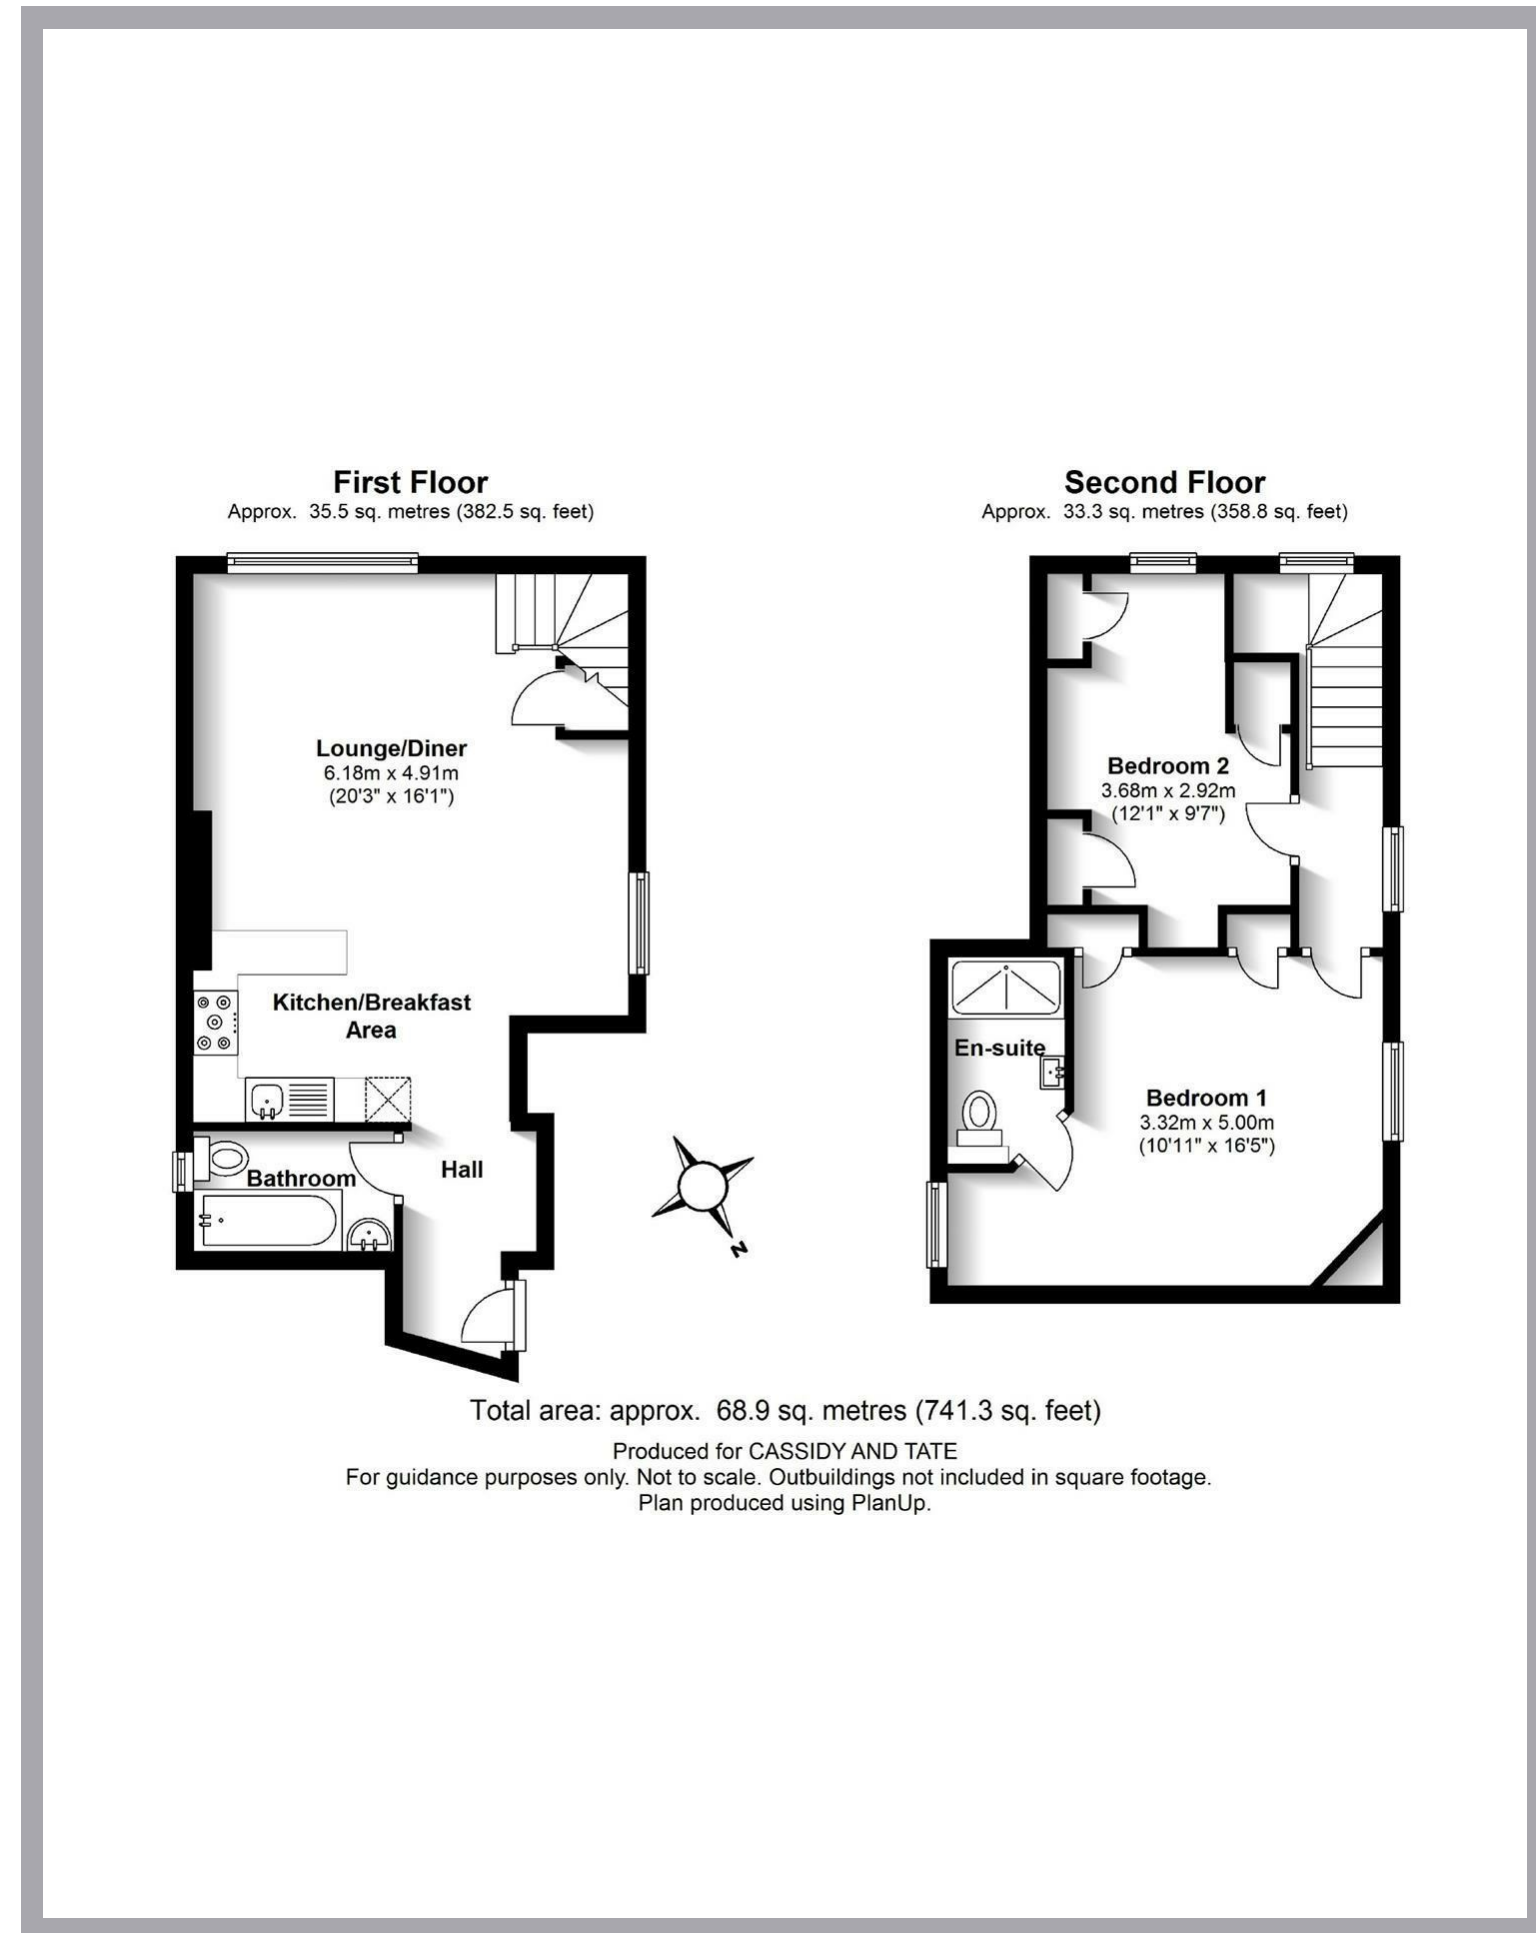 First Floor
Approx. 35.5 sq. metres (382.5 sq. feet)
Lounge/Diner
6.18m x 4.91m
(20'3" x 16'1")
Kitchen/Breakfast
Area
Bathroom
Hall
Second Floor
Approx. 33.3 sq. metres (358.8 sq. feet)
Bedroom 2
3.68m x 2.92m
(12'1" x 9'7")
En-suite
Bedroom 1
3.32m x 5.00m
(10'11" x 16'5")
N
Total area: approx. 68.9 sq. metres (741.3 sq. feet)
Produced for CASSIDY AND TATE
For guidance purposes only. Not to scale. Outbuildings not included in square footage.
Plan produced using PlanUp.